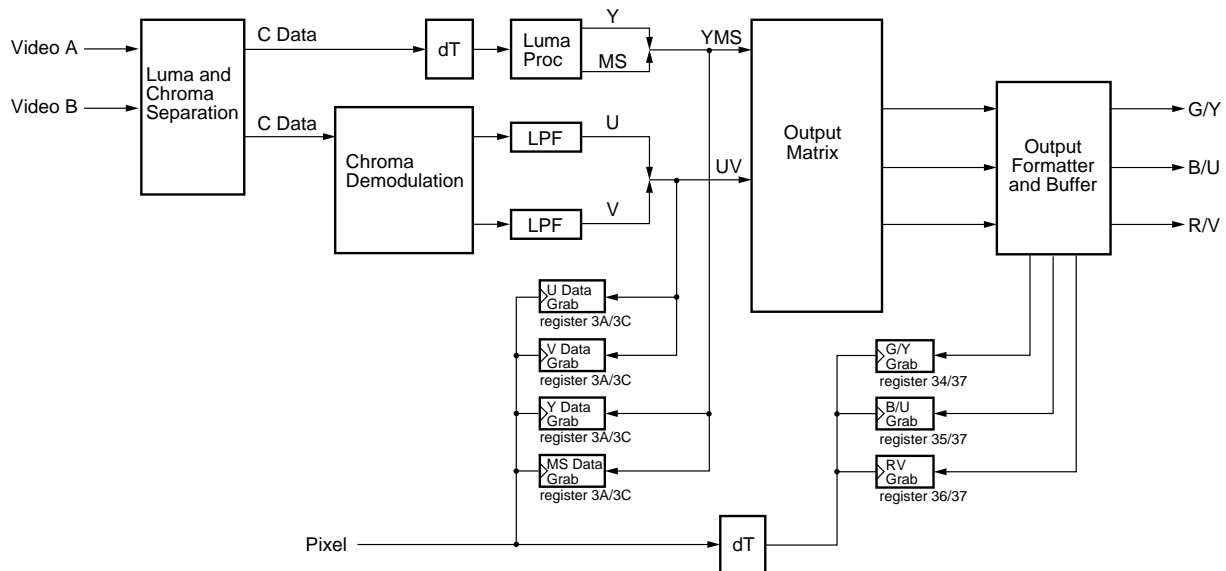 Video A
Video B
Luma and
Chroma
Separation
C Data
C Data
dT
Luma
Proc
Y
MS
YMS
Chroma
Demodulation
LPF
LPF
U
V
UV
Output
Matrix
Output
Formatter
and Buffer
G/Y
B/U
R/V
U Data
Grab
register 3A/3C
V Data
Grab
register 3A/3C
Y Data
Grab
register 3A/3C
MS Data
Grab
register 3A/3C
G/Y
Grab
register 34/37
B/U
Grab
register 35/37
RV
Grab
register 36/37
Pixel
dT